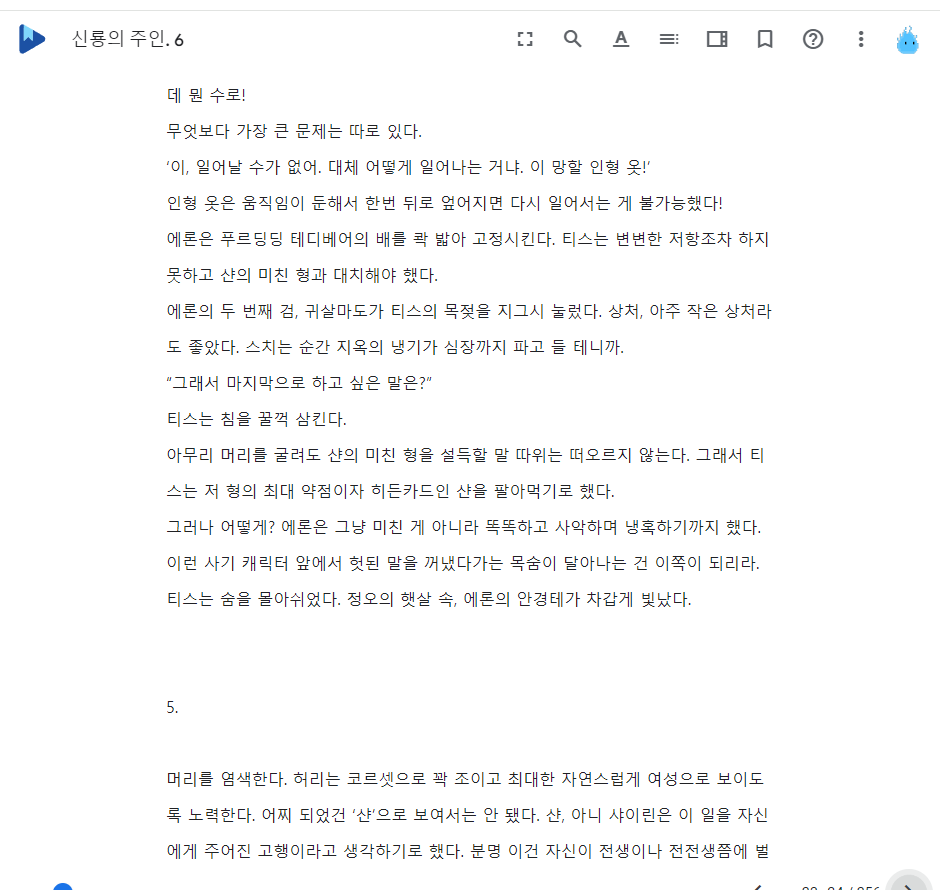 신룡의 주인. 6
데 뭔 수로!
무엇보다 가장 큰 문제는 따로 있다.
‘이, 일어날 수가 없어. 대체 어떻게 일어나는 거냐. 이 망할 인형 옷!’
인형 옷은 움직임이 둔해서 한번 뒤로 엎어지면 다시 일어서는 게 불가능했다!
에론은 푸르딩딩 테디베어의 배를 콱 밟아 고정시킨다. 티스는 변변한 저항조차 하지
못하고 샨의 미친 형과 대치해야 했다.
에론의 두 번째 검, 귀살마도가 티스의 목젖을 지그시 눌렀다. 상처, 아주 작은 상처라
도 좋았다. 스치는 순간 지옥의 냉기가 심장까지 파고 들 테니까.
“그래서 마지막으로 하고 싶은 말은?”
티스는 침을 꿀꺽 삼킨다.
아무리 머리를 굴려도 샨의 미친 형을 설득할 말 따위는 떠오르지 않는다. 그래서 티
스는 저 형의 최대 약점이자 히든카드인 샨을 팔아먹기로 했다.
그러나 어떻게? 에론은 그냥 미친 게 아니라 똑똑하고 사악하며 냉혹하기까지 했다.
이런 사기 캐릭터 앞에서 헛된 말을 꺼냈다가는 목숨이 달아나는 건 이쪽이 되리라.
티스는 숨을 몰아쉬었다. 정오의 햇살 속, 에론의 안경테가 차갑게 빛났다.
5.
머리를 염색한다. 허리는 코르셋으로 꽉 조이고 최대한 자연스럽게 여성으로 보이도
록 노력한다. 어찌 되었건 ‘샨’으로 보여서는 안 됐다. 샨, 아니 샤이린은 이 일을 자신
에게 주어진 고행이라고 생각하기로 했다. 분명 이건 자신이 전생이나 전전생쯤에 벌